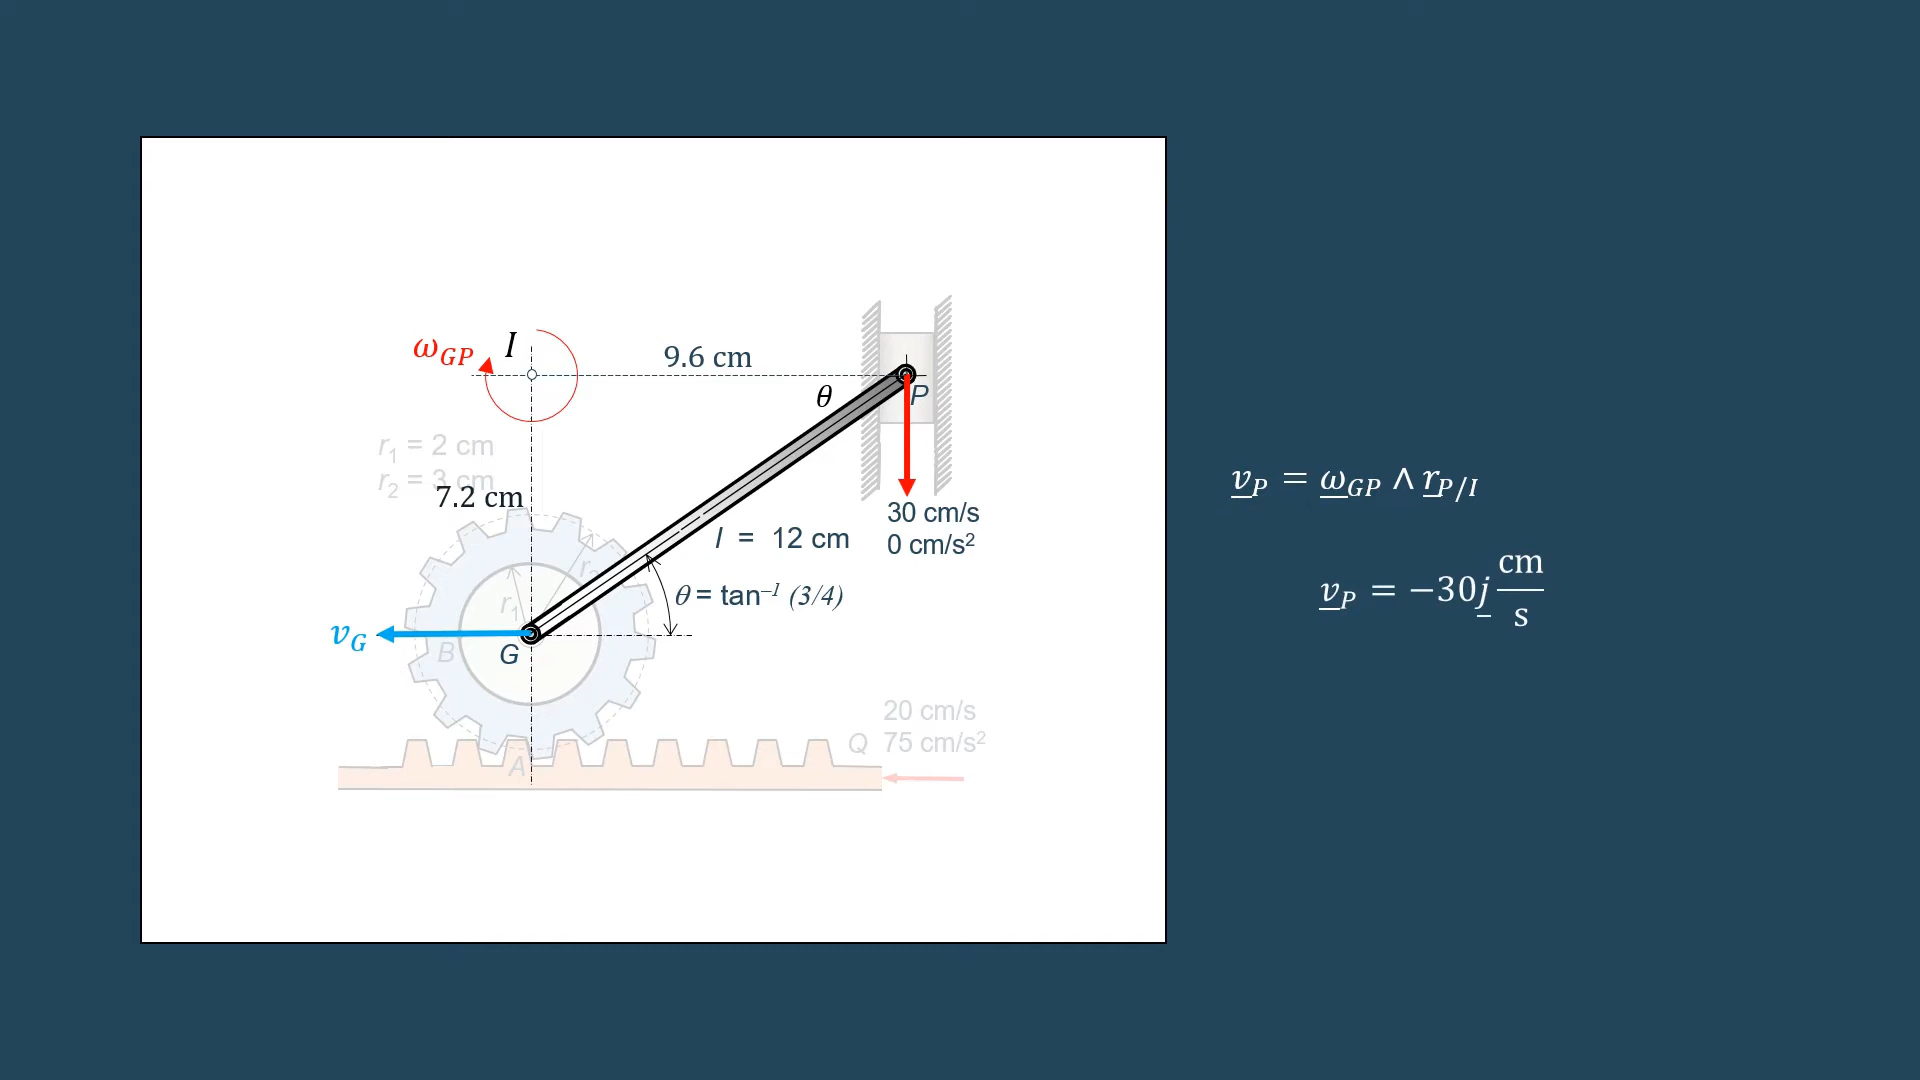 ω_GP I
9.6 cm
θ
P
r₁ = 2 cm
r₂ = 3 cm
7.2 cm
30 cm/s
0 cm/s²
l = 12 cm
r₂
θ = tan⁻¹ (3/4)
r₁
v_G
B
G
20 cm/s
Q 75 cm/s²
A
v_P = ω_GP ∧ r_P/I
v_P = −30j cm/s